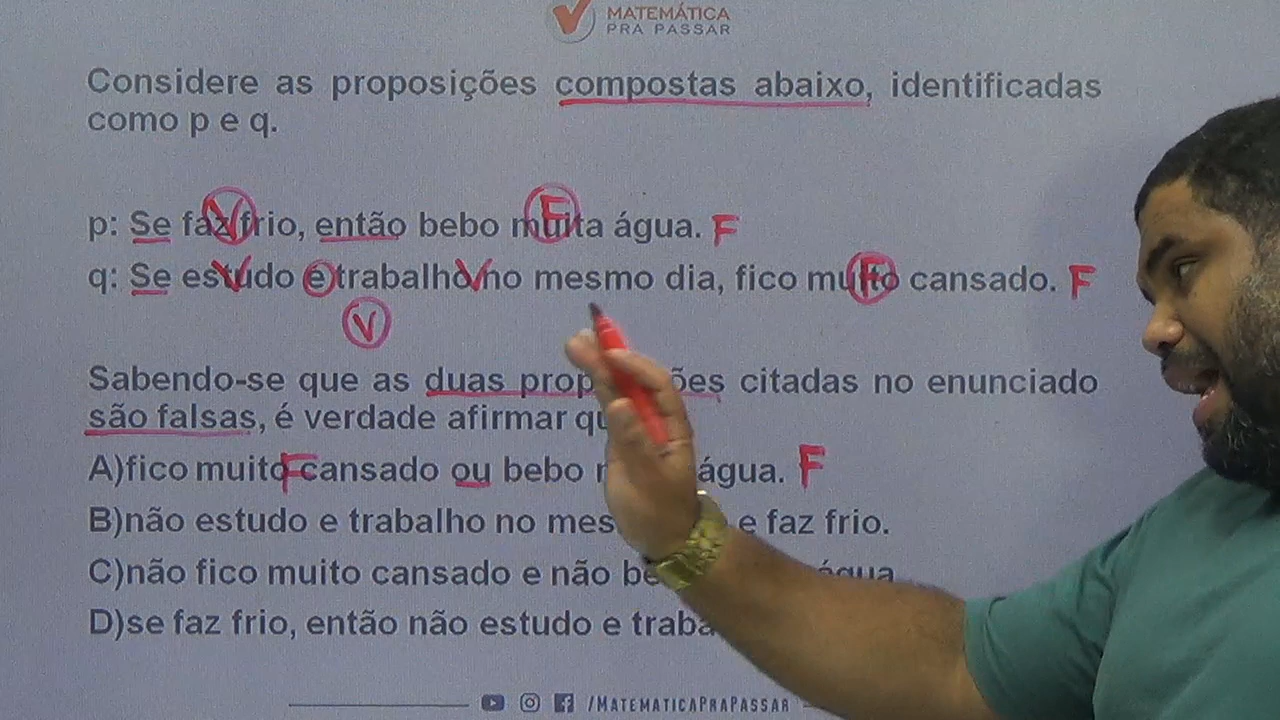 MATEMÁTICA
PRA PASSAR
Considere as proposições compostas abaixo, identificadas
como p e q.
V F
p: Se faz frio, então bebo muita água. F
V V F
q: Se estudo e trabalho no mesmo dia, fico muito cansado. F
V
Sabendo-se que as duas citadas no enunciado
são falsas, é verdade afirmar
F
A)fico muito cansado ou bebo água. F
B)não estudo e trabalho no e faz frio.
C)não fico muito cansado e não água
D)se faz frio, então não estudo e
/MATEMATICAPRAPASSAR